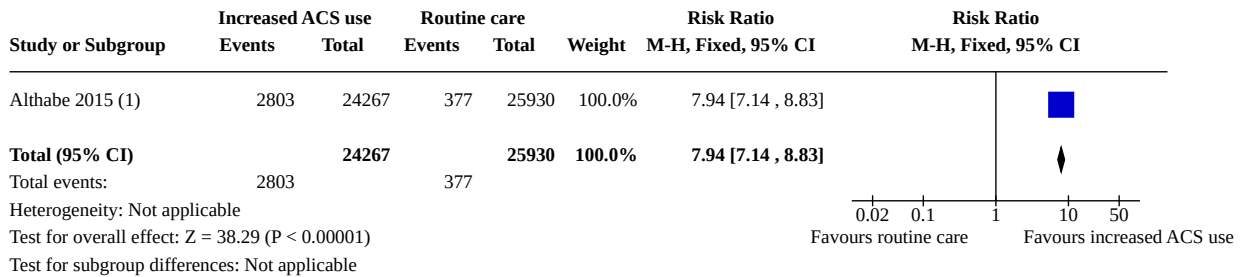 Increased ACS use Routine care Risk Ratio Risk Ratio
Study or Subgroup Events Total Events Total Weight M-H, Fixed, 95% CI M-H, Fixed, 95% CI
Althabe 2015 (1) 2803 24267 377 25930 100.0% 7.94 [7.14 , 8.83]
Total (95% CI) 24267 25930 100.0% 7.94 [7.14 , 8.83]
Total events: 2803 377
Heterogeneity: Not applicable
0.02 0.1 1 10 50
Test for overall effect: Z = 38.29 (P < 0.00001)
Favours routine care Favours increased ACS use
Test for subgroup differences: Not applicable